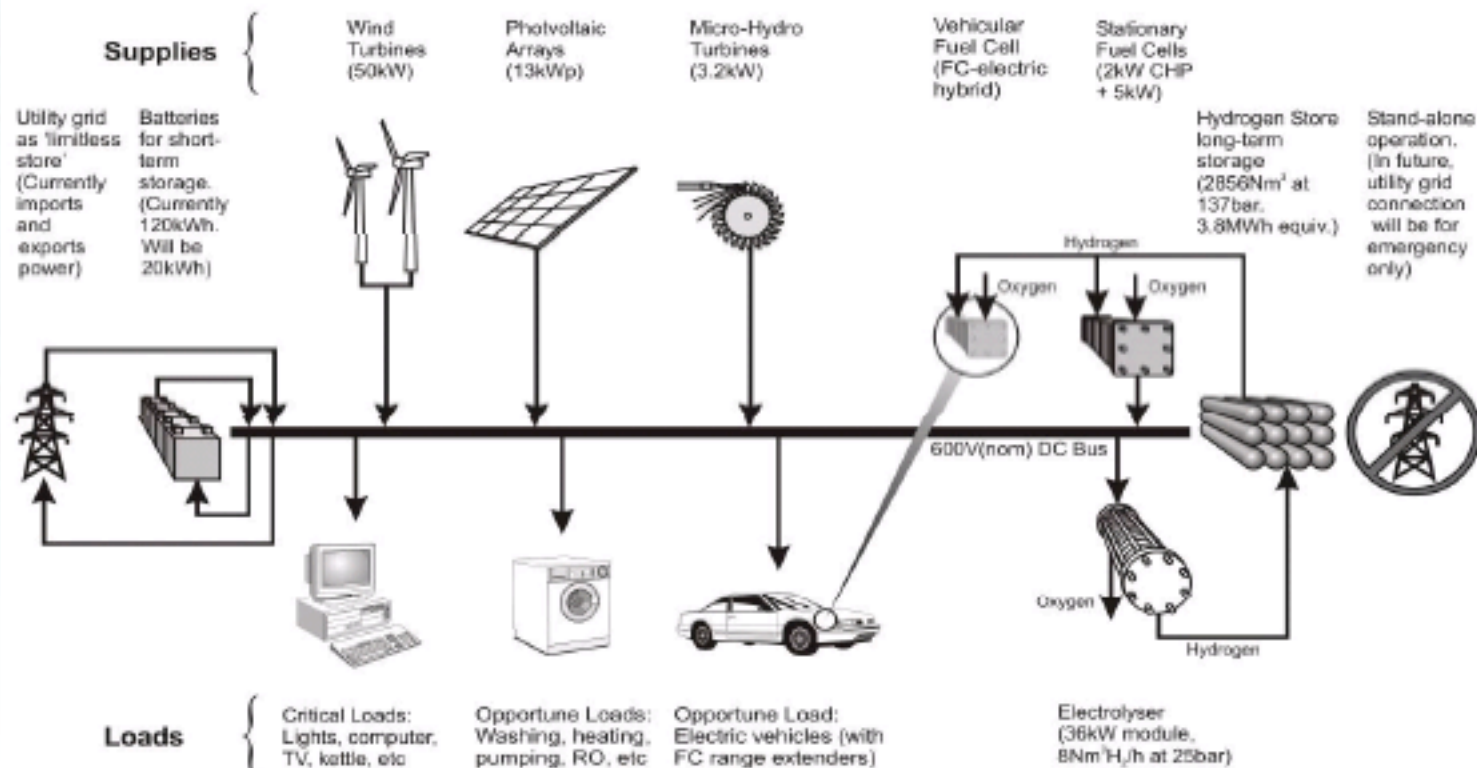 Supplies
Wind
Turbines
(50kW)
Photvoltaic
Arrays
(13kWp)
Micro-Hydro
Turbines
(3.2kW)
Vehicular
Fuel Cell
(FC-electric
hybrid)
Stationary
Fuel Cells
(2kW CHP
+ 5kW)
Utility grid
as 'limitless
store'
(Currently
imports
and
exports
power)
Batteries
for short-
term
storage.
(Currently
120kWh.
Will be
20kWh)
Hydrogen Store
long-term
storage
(2856Nm³ at
137bar,
3.8MWh equiv.)
Stand-alone
operation.
(In future,
utility grid
connection
will be for
emergency
only)
Hydrogen
Oxygen
Oxygen
600V(nom) DC Bus
Oxygen
Hydrogen
Loads
Critical Loads:
Lights, computer,
TV, kettle, etc
Opportune Loads:
Washing, heating,
pumping, RO, etc
Opportune Load:
Electric vehicles (with
FC range extenders)
Electrolyser
(36kW module,
8Nm³H₂/h at 25bar)